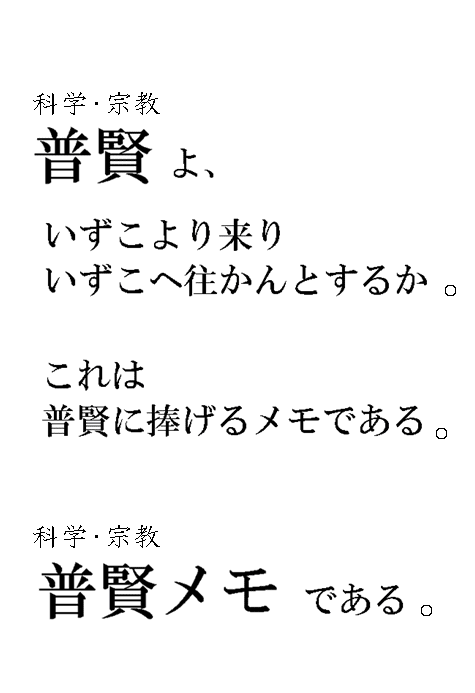 科学・宗教
普賢よ、
いずこより来り
いずこへ往かんとするか。
これは
普賢に捧げるメモである。
科学・宗教
普賢メモである。